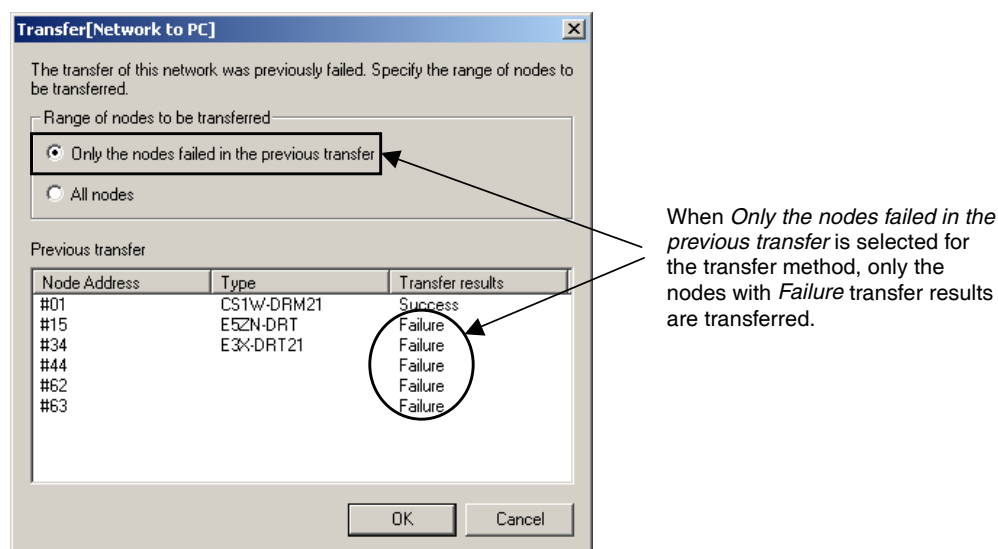 Transfer[Network to PC]
The transfer of this network was previously failed. Specify the range of nodes to
be transferred.
Range of nodes to be transferred
Only the nodes failed in the previous transfer
All nodes
Previous transfer
Node Address Type Transfer results
#01 CS1W-DRM21 Success
#15 E5ZN-DRT Failure
#34 E3X-DRT21 Failure
#44 Failure
#62 Failure
#63 Failure
OK Cancel
When Only the nodes failed in the
previous transfer is selected for
the transfer method, only the
nodes with Failure transfer results
are transferred.